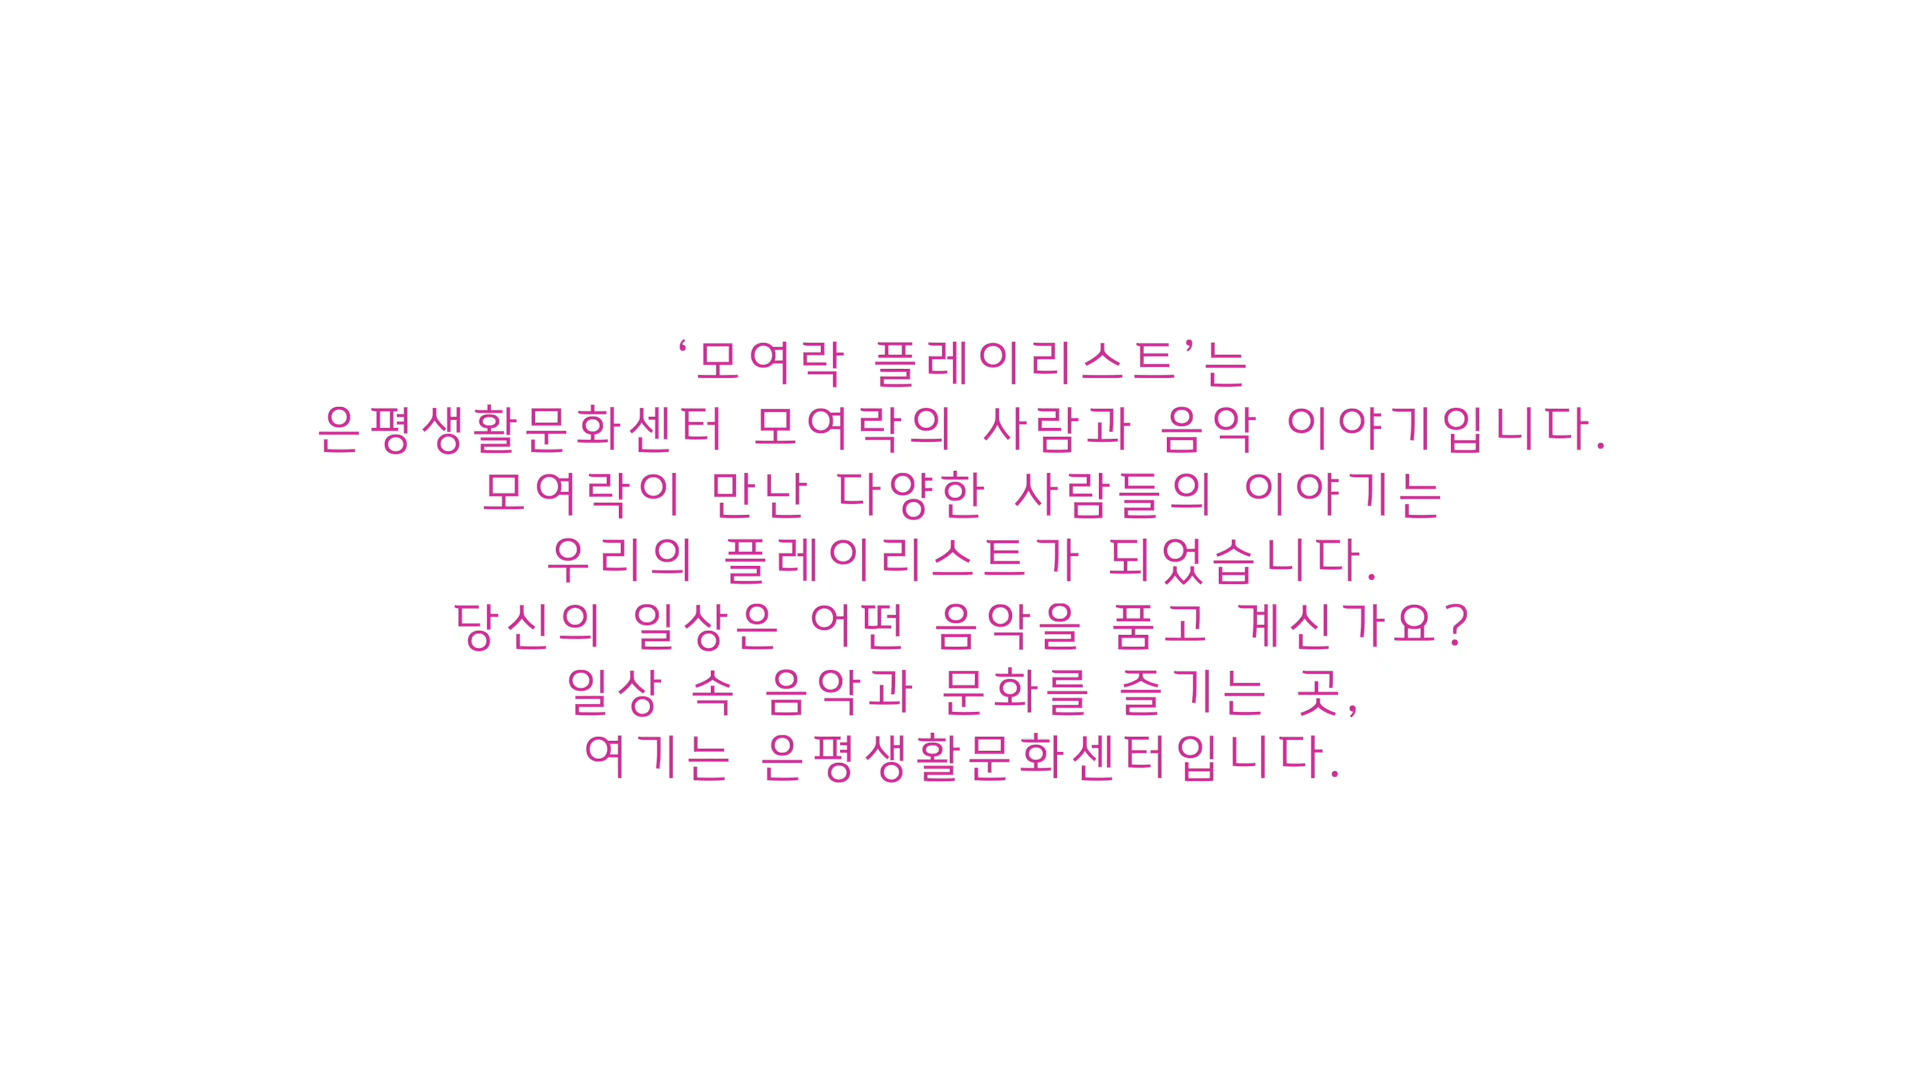 ‘모여락 플레이리스트’는
은평생활문화센터 모여락의 사람과 음악 이야기입니다.
모여락이 만난 다양한 사람들의 이야기는
우리의 플레이리스트가 되었습니다.
당신의 일상은 어떤 음악을 품고 계신가요?
일상 속 음악과 문화를 즐기는 곳,
여기는 은평생활문화센터입니다.